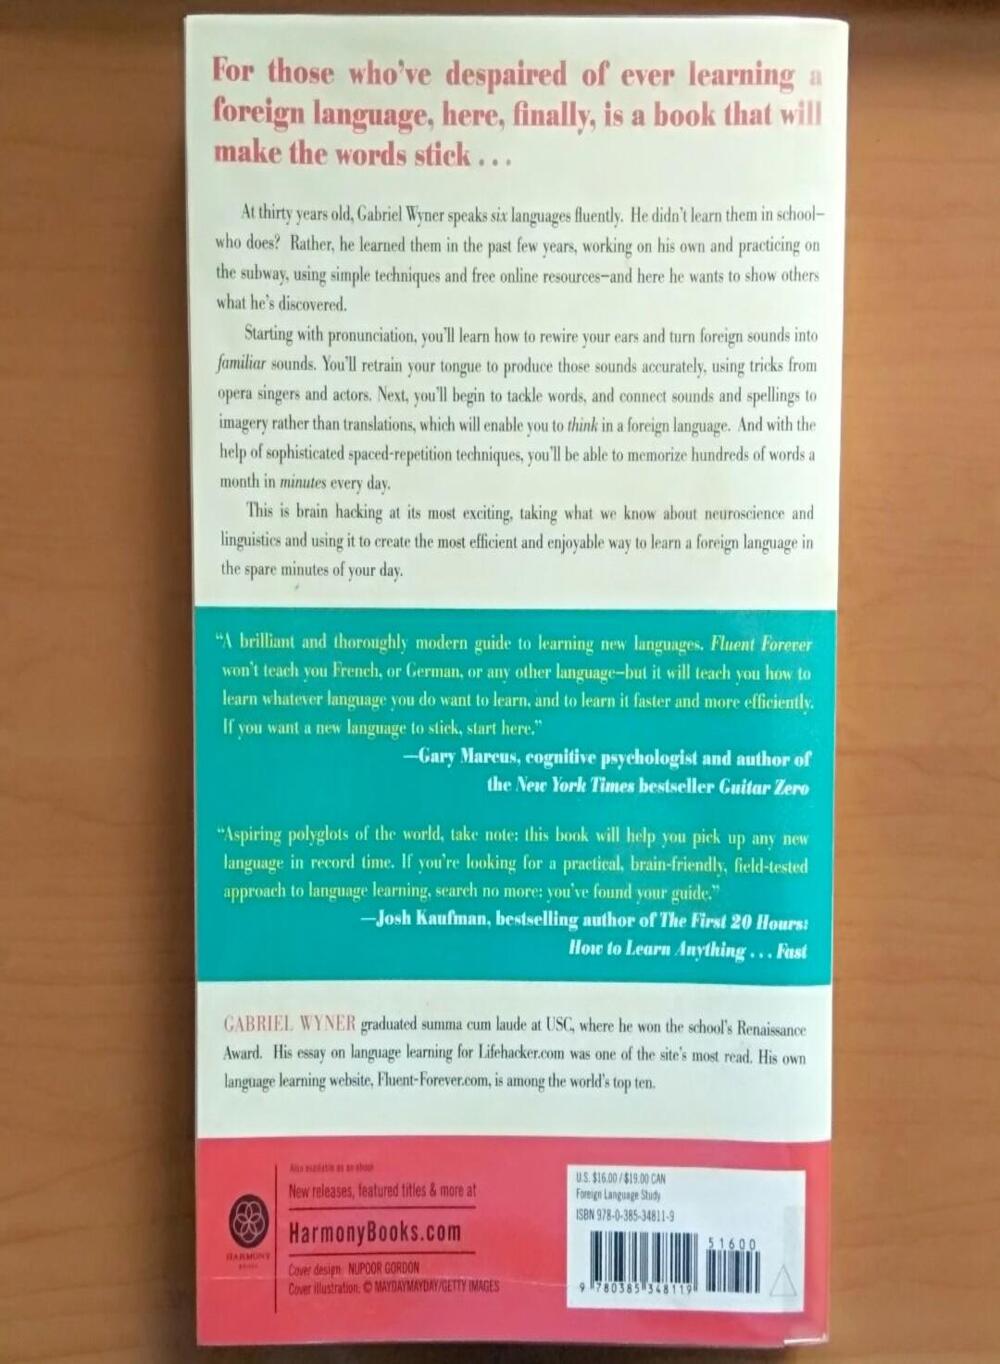 For those who've despaired of ever learning a
foreign language, here, finally, is a book that will
make the words stick . . .
At thirty years old, Gabriel Wyner speaks six languages fluently. He didn't learn them in school–
who does? Rather, he learned them in the past few years, working on his own and practicing on
the subway, using simple techniques and free online resources–and here he wants to show others
what he's discovered.
Starting with pronunciation, you'll learn how to rewire your ears and turn foreign sounds into
familiar sounds. You'll retrain your tongue to produce those sounds accurately, using tricks from
opera singers and actors. Next, you'll begin to tackle words, and connect sounds and spellings to
imagery rather than translations, which will enable you to think in a foreign language. And with the
help of sophisticated spaced-repetition techniques, you'll be able to memorize hundreds of words a
month in minutes every day.
This is brain hacking at its most exciting, taking what we know about neuroscience and
linguistics and using it to create the most efficient and enjoyable way to learn a foreign language in
the spare minutes of your day.
“A brilliant and thoroughly modern guide to learning new languages. Fluent Forever
won't teach you French, or German, or any other language–but it will teach you how to
learn whatever language you do want to learn, and to learn it faster and more efficiently.
If you want a new language to stick, start here.”
—Gary Marcus, cognitive psychologist and author of
the New York Times bestseller Guitar Zero
“Aspiring polyglots of the world, take note: this book will help you pick up any new
language in record time. If you're looking for a practical, brain-friendly, field-tested
approach to language learning, search no more: you've found your guide.”
—Josh Kaufman, bestselling author of The First 20 Hours:
How to Learn Anything . . . Fast
GABRIEL WYNER graduated summa cum laude at USC, where he won the school's Renaissance
Award. His essay on language learning for Lifehacker.com was one of the site's most read. His own
language learning website, Fluent-Forever.com, is among the world's top ten.
Also available as an ebook
New releases, featured titles & more at
HarmonyBooks.com
Cover design: NUPOOR GORDON
Cover illustration: © MAYDAYMAYDAY/GETTY IMAGES
HARMONY
BOOKS
U.S. $16.00 / $19.00 CAN
Foreign Language Study
ISBN 978-0-385-34811-9
51600
9 780385 348119